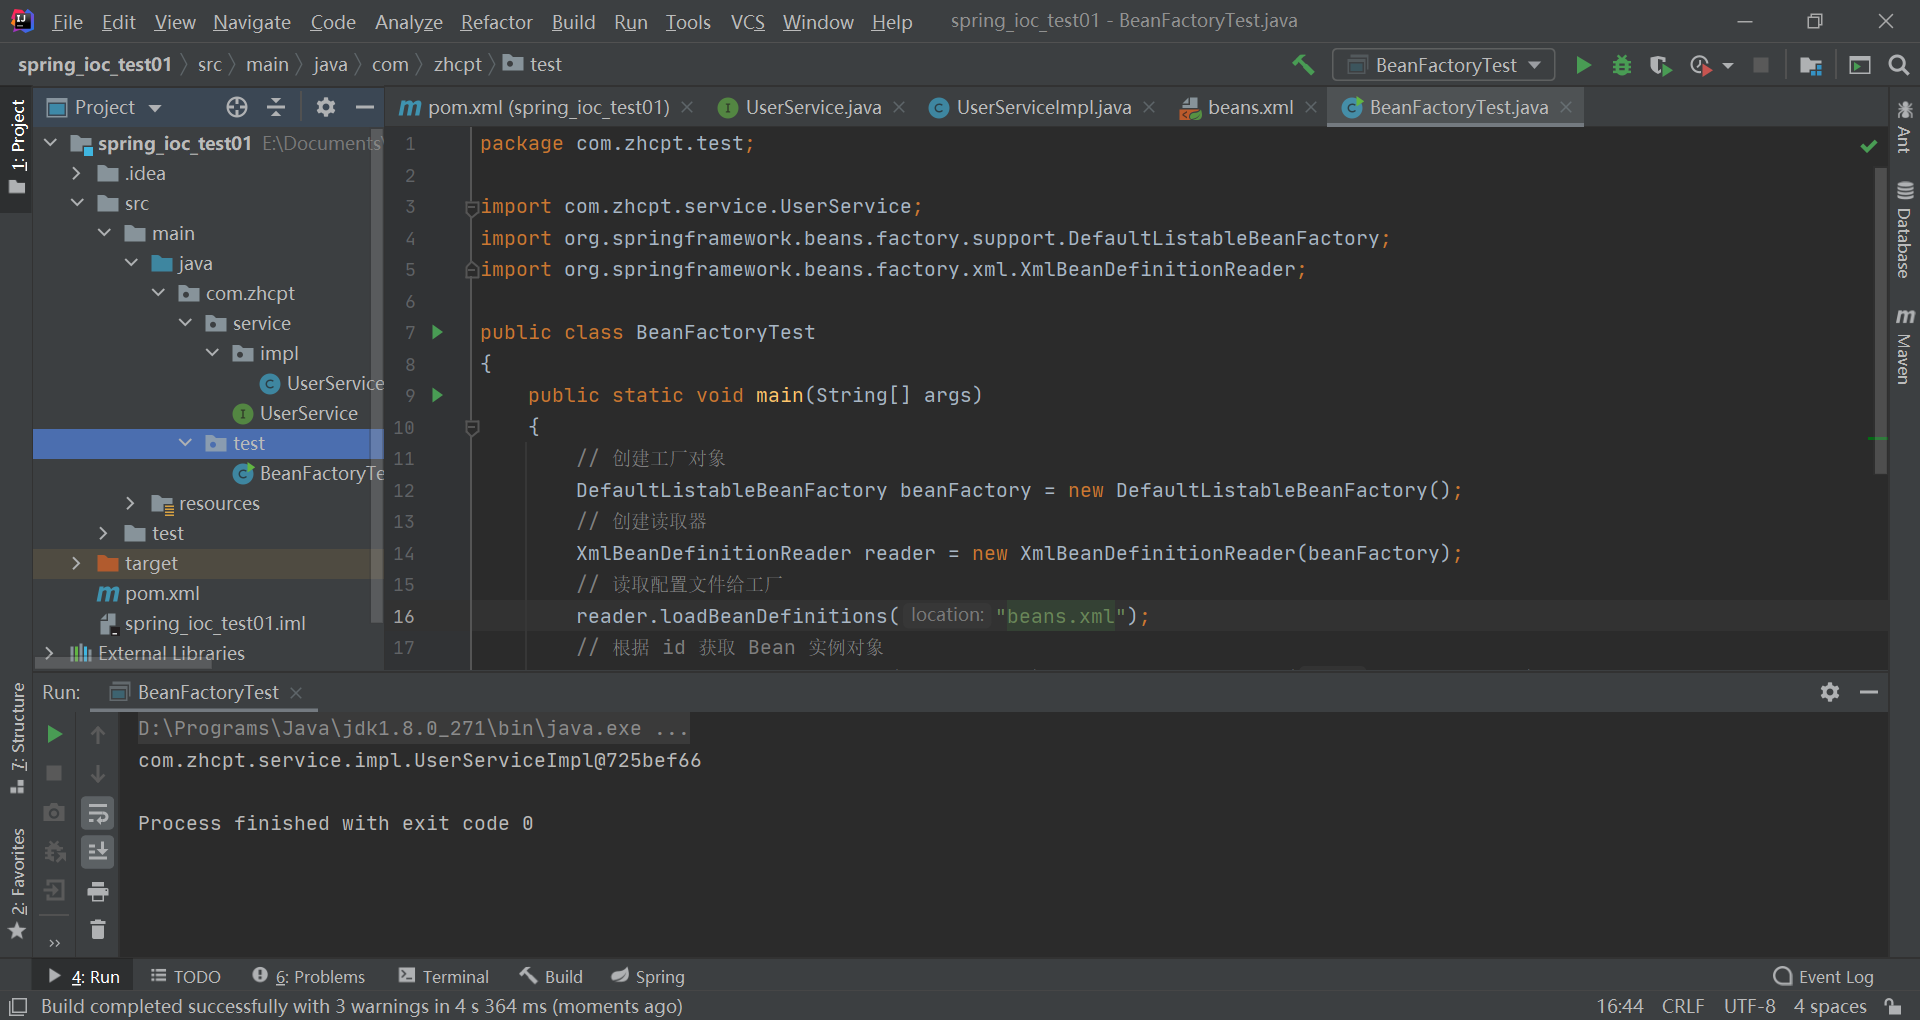 File Edit View Navigate Code Analyze Refactor Build Run Tools VCS Window Help spring_ioc_test01 - BeanFactoryTest.java
spring_ioc_test01 src main java com zhcpt test BeanFactoryTest
Project
pom.xml (spring_ioc_test01) UserService.java UserServiceImpl.java beans.xml BeanFactoryTest.java
1: Project
7: Structure
2: Favorites
spring_ioc_test01 E:\Documents\
.idea
src
main
java
com.zhcpt
service
impl
UserService
UserService
test
BeanFactoryTe
resources
test
target
pom.xml
spring_ioc_test01.iml
External Libraries
1 package com.zhcpt.test;
2
3 import com.zhcpt.service.UserService;
4 import org.springframework.beans.factory.support.DefaultListableBeanFactory;
5 import org.springframework.beans.factory.xml.XmlBeanDefinitionReader;
6
7 public class BeanFactoryTest
8 {
9 public static void main(String[] args)
10 {
11 // 创建工厂对象
12 DefaultListableBeanFactory beanFactory = new DefaultListableBeanFactory();
13 // 创建读取器
14 XmlBeanDefinitionReader reader = new XmlBeanDefinitionReader(beanFactory);
15 // 读取配置文件给工厂
16 reader.loadBeanDefinitions( location: "beans.xml");
17 // 根据 id 获取 Bean 实例对象
Ant
Database
Maven
Run: BeanFactoryTest
D:\Programs\Java\jdk1.8.0_271\bin\java.exe ...
com.zhcpt.service.impl.UserServiceImpl@725bef66
Process finished with exit code 0
4: Run TODO 6: Problems Terminal Build Spring Event Log
Build completed successfully with 3 warnings in 4 s 364 ms (moments ago) 16:44 CRLF UTF-8 4 spaces